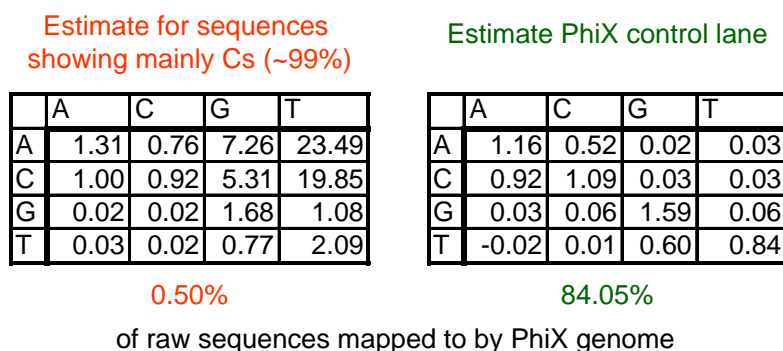 Estimate for sequences
showing mainly Cs (~99%)
Estimate PhiX control lane
A C G T
A 1.31 0.76 7.26 23.49
C 1.00 0.92 5.31 19.85
G 0.02 0.02 1.68 1.08
T 0.03 0.02 0.77 2.09
A C G T
A 1.16 0.52 0.02 0.03
C 0.92 1.09 0.03 0.03
G 0.03 0.06 1.59 0.06
T -0.02 0.01 0.60 0.84
0.50%
84.05%
of raw sequences mapped to by PhiX genome